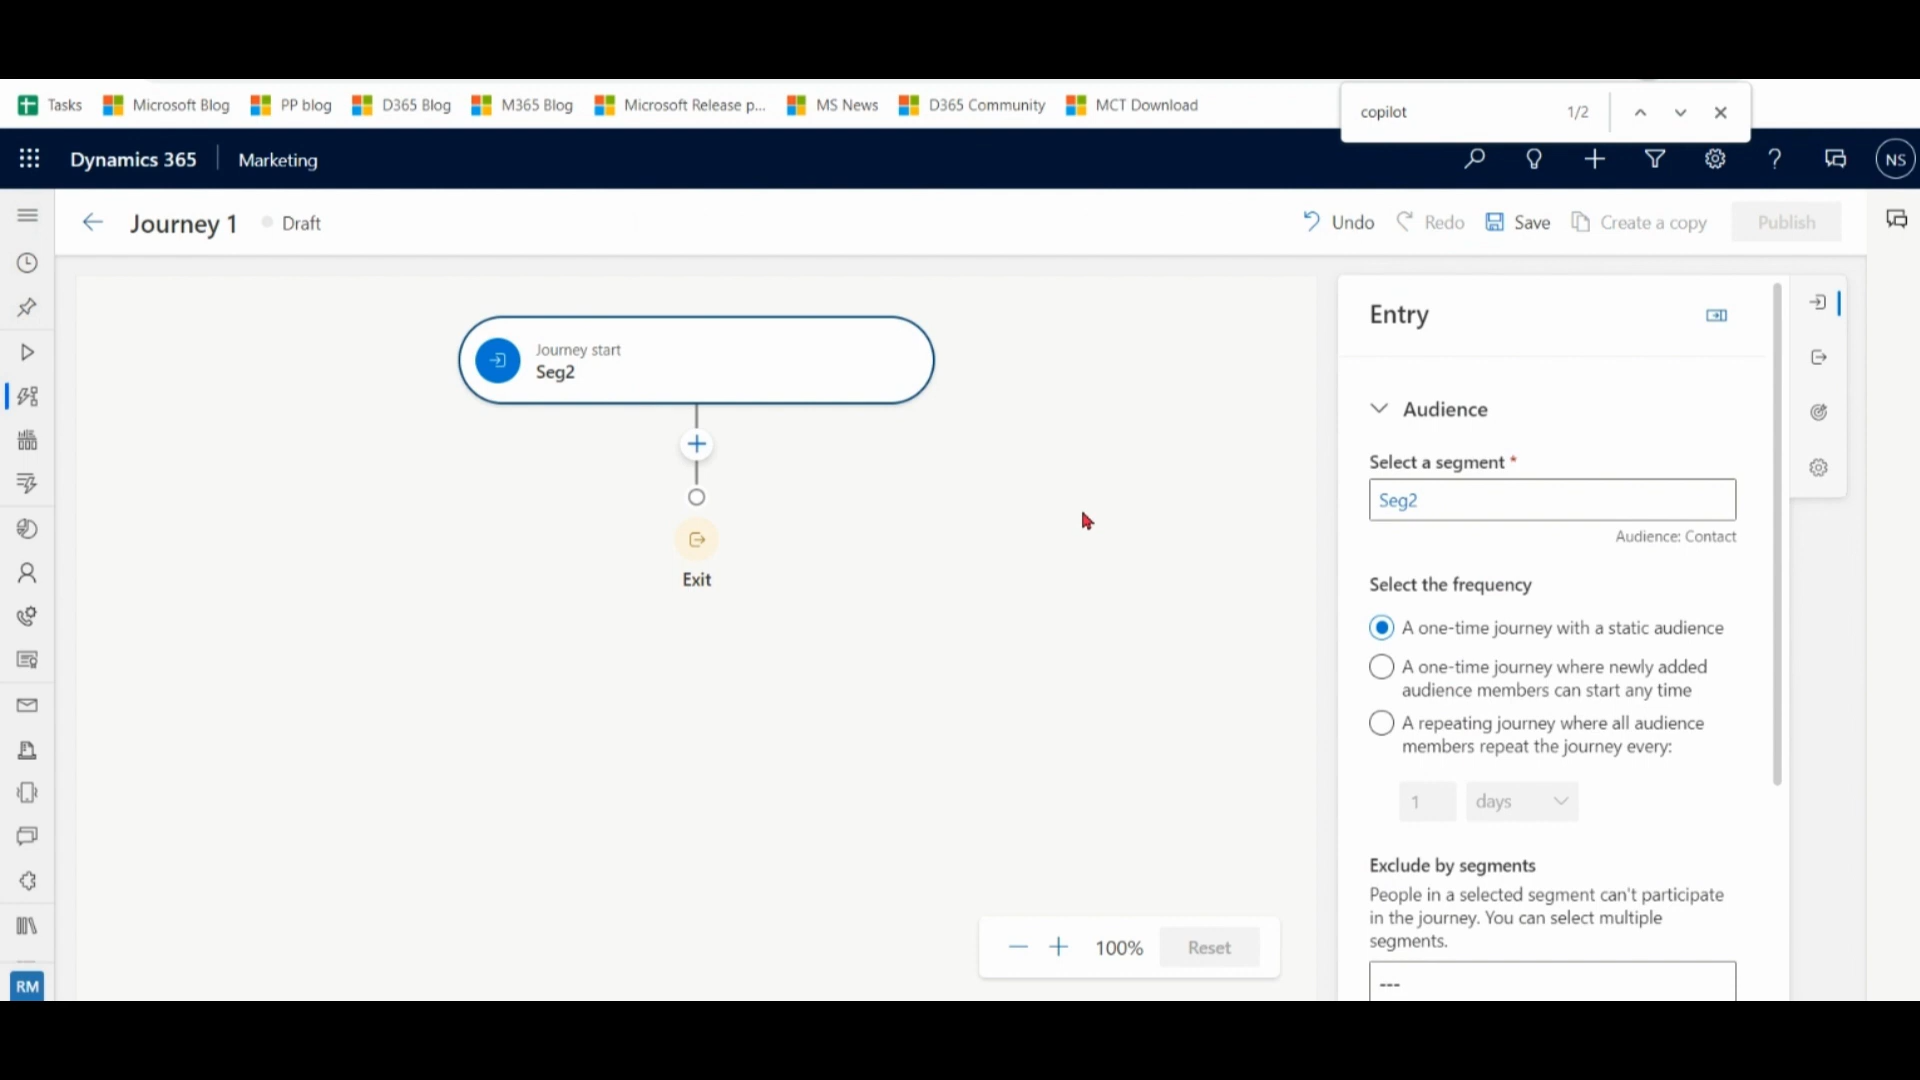 Tasks Microsoft Blog PP blog D365 Blog M365 Blog Microsoft Release p... MS News D365 Community MCT Download
copilot 1/2
Dynamics 365 Marketing
NS
Journey 1 Draft
Undo Redo Save Create a copy Publish
Journey start
Seg2
Exit
100% Reset
Entry
Audience
Select a segment *
Seg2
Audience: Contact
Select the frequency
A one-time journey with a static audience
A one-time journey where newly added
audience members can start any time
A repeating journey where all audience
members repeat the journey every:
1 days
Exclude by segments
People in a selected segment can't participate
in the journey. You can select multiple
segments.
---
RM